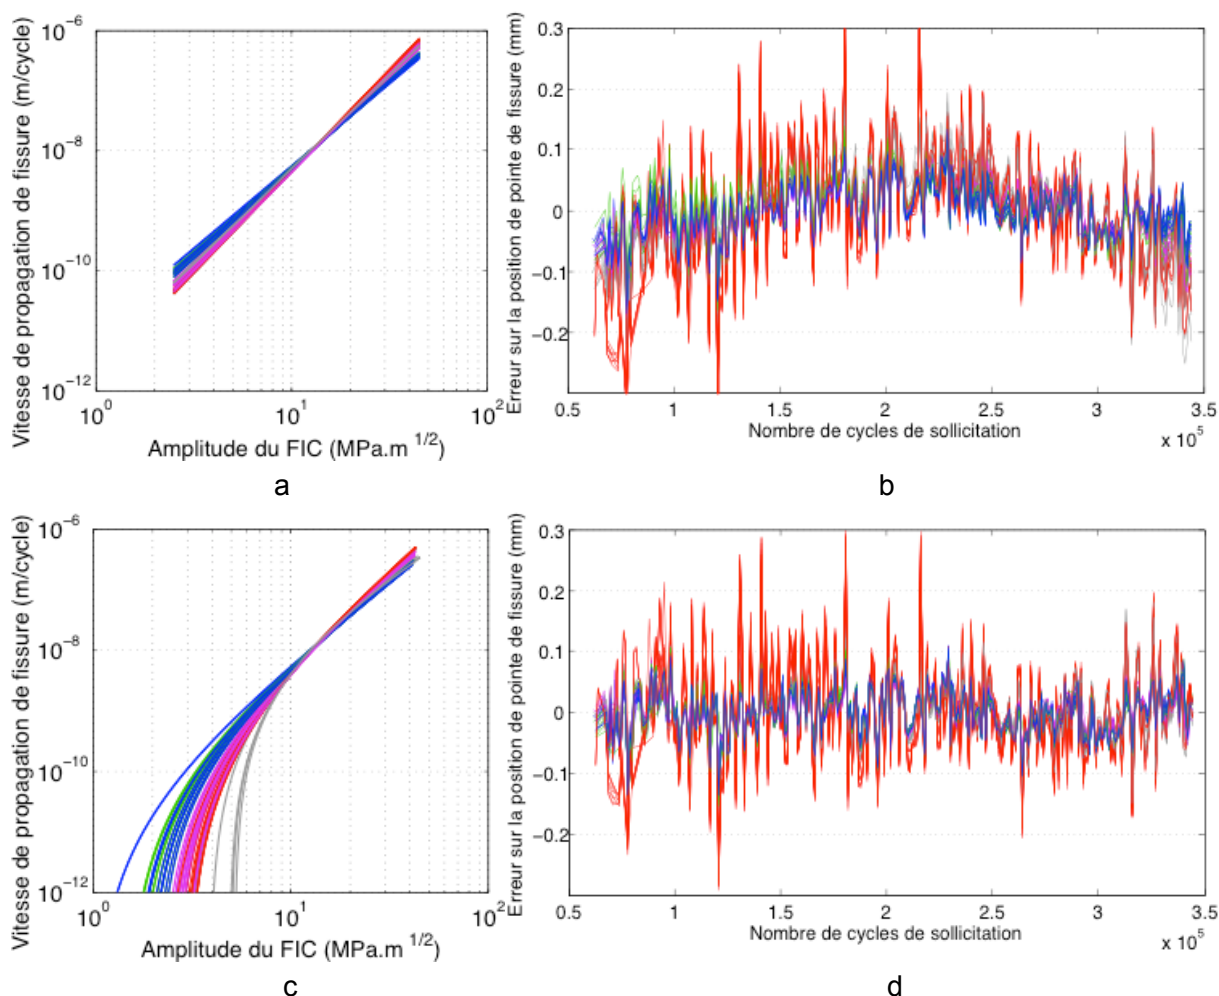 Vitesse de propagation de fissure (m/cycle)
10^-6
10^-8
10^-10
10^-12
10^0
10^1
10^2
Amplitude du FIC (MPa.m ^1/2)
a
Erreur sur la position de pointe de fissure (mm)
0.3
0.2
0.1
0
-0.1
-0.2
0.5
1
1.5
2
2.5
3
3.5
Nombre de cycles de sollicitation
x 10^5
b
Vitesse de propagation de fissure (m/cycle)
10^-6
10^-8
10^-10
10^-12
10^0
10^1
10^2
Amplitude du FIC (MPa.m ^1/2)
c
Erreur sur la position de pointe de fissure (mm)
0.3
0.2
0.1
0
-0.1
-0.2
0.5
1
1.5
2
2.5
3
3.5
Nombre de cycles de sollicitation
x 10^5
d